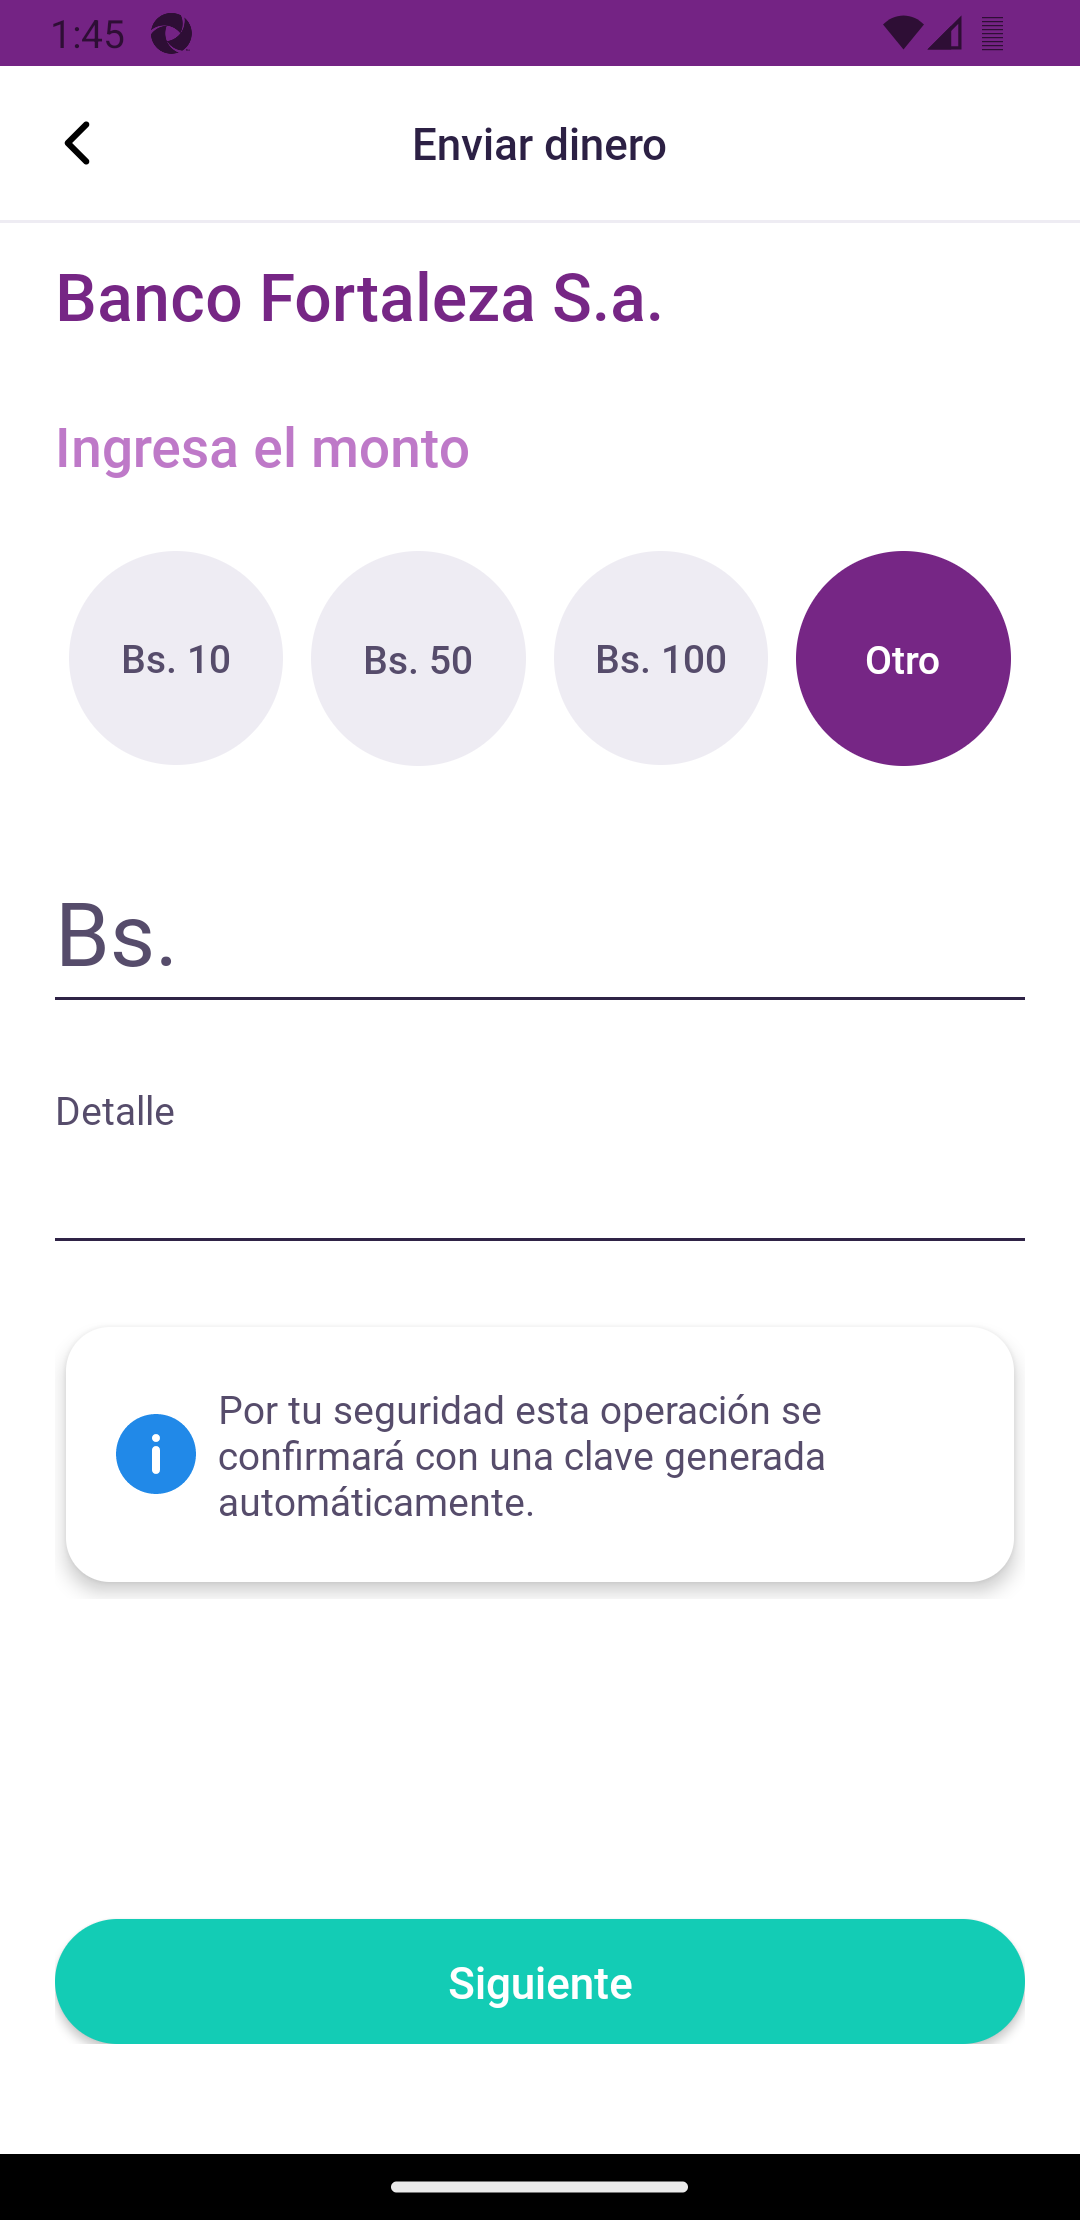 1:45
Enviar dinero
Banco Fortaleza S.a.
Ingresa el monto
Bs. 10
Bs. 50
Bs. 100
Otro
Bs.
Detalle
Por tu seguridad esta operación se
confirmará con una clave generada
automáticamente.
Siguiente